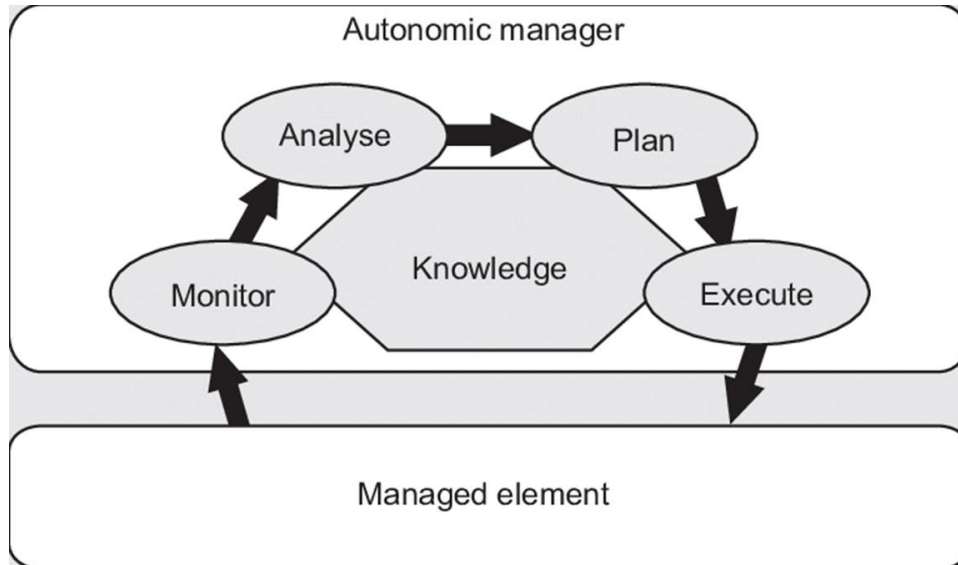 Autonomic manager
Analyse
Plan
Knowledge
Monitor
Execute
Managed element